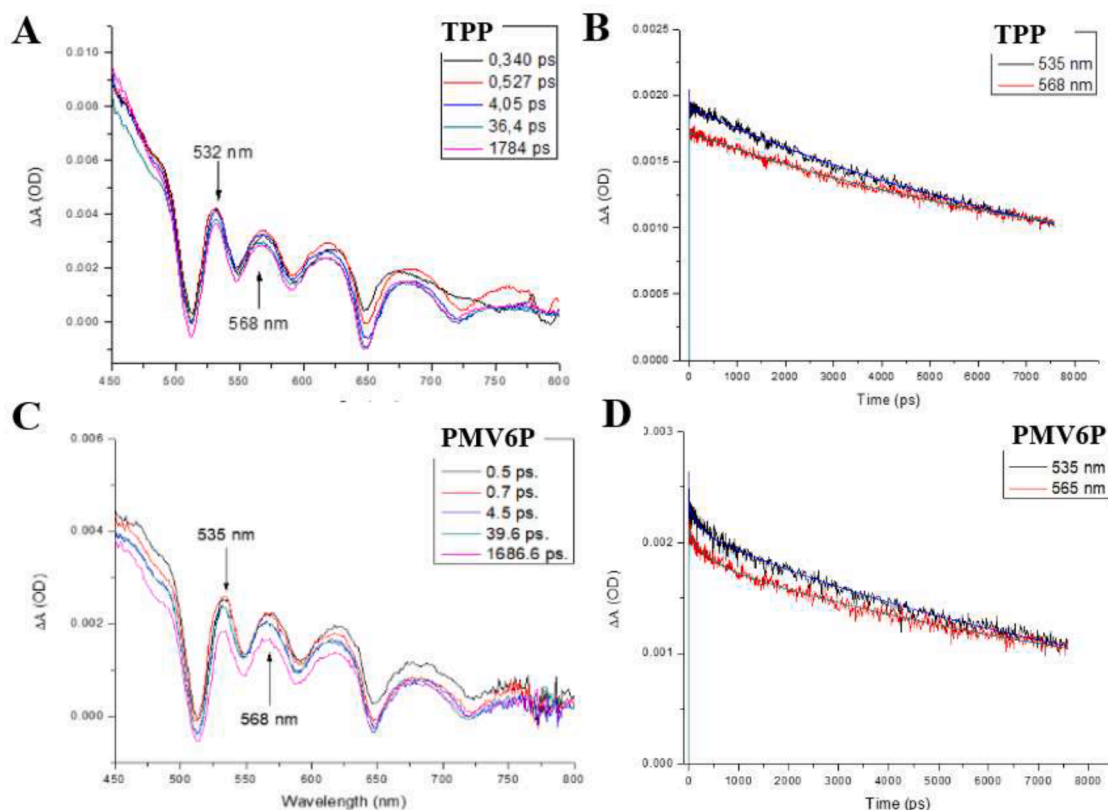 A
TPP
0,340 ps
0,527 ps
4,05 ps
36,4 ps
1784 ps
532 nm
568 nm
ΔA (OD)
0.010
0.008
0.006
0.004
0.002
0.000
450 500 550 600 650 700 750 800
B
TPP
535 nm
568 nm
ΔA (OD)
0.0025
0.0020
0.0015
0.0010
0.0005
0.0000
0 1000 2000 3000 4000 5000 6000 7000 8000
Time (ps)
C
PMV6P
0.5 ps.
0.7 ps.
4.5 ps.
39.6 ps.
1686.6 ps.
535 nm
568 nm
ΔA (OD)
0.006
0.004
0.002
0.000
450 500 550 600 650 700 750 800
Wavelength (nm)
D
PMV6P
535 nm
565 nm
ΔA (OD)
0.003
0.002
0.001
0.000
0 1000 2000 3000 4000 5000 6000 7000 8000
Time (ps)